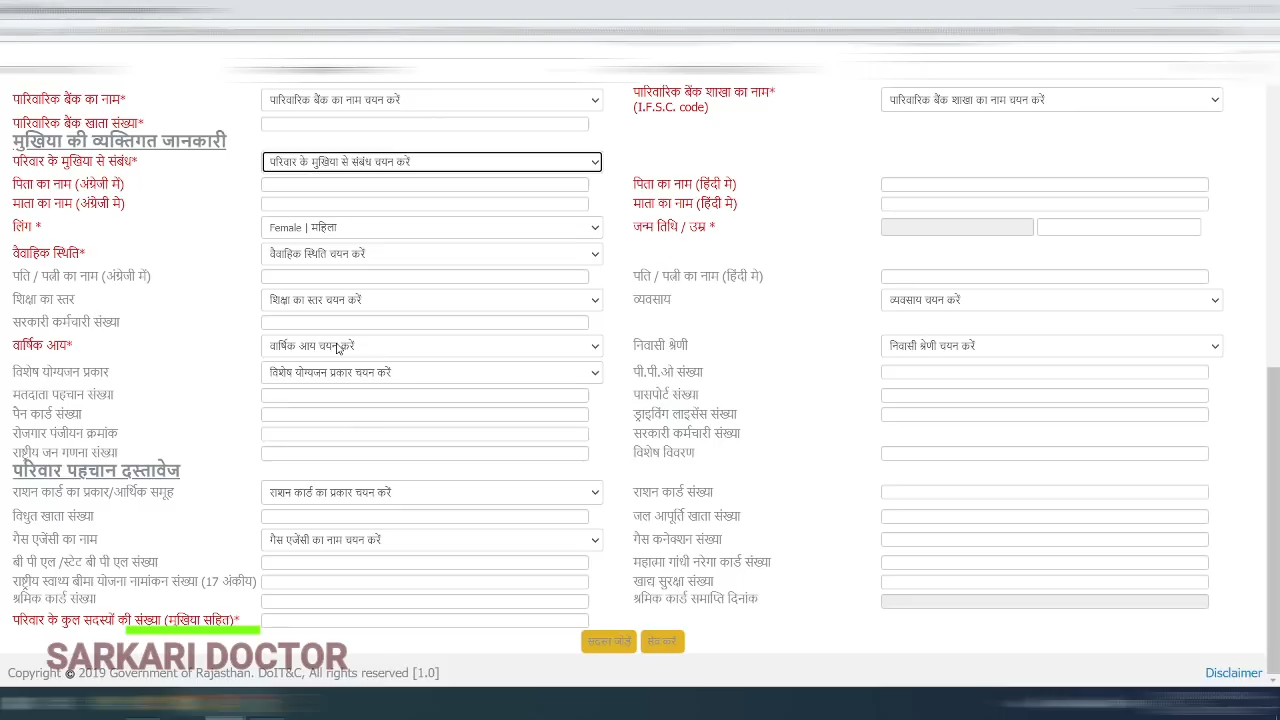 पारिवारिक बैंक का नाम* पारिवारिक बैंक का नाम चयन करें पारिवारिक बैंक शाखा का नाम* (I.F.S.C. code) पारिवारिक बैंक शाखा का नाम चयन करें
पारिवारिक बैंक खाता संख्या*
मुखिया की व्यक्तिगत जानकारी
परिवार के मुखिया से संबंध* परिवार के मुखिया से संबंध चयन करें
पिता का नाम (अंग्रेजी में) पिता का नाम (हिंदी मे)
माता का नाम (अंग्रेजी मे) माता का नाम (हिंदी में)
लिंग * Female | महिला जन्म तिथि / उम्र *
वैवाहिक स्थिति* वैवाहिक स्थिति चयन करें
पति / पत्नी का नाम (अंग्रेजी में) पति / पत्नी का नाम (हिंदी मे)
शिक्षा का स्तर शिक्षा का स्तर चयन करें व्यवसाय व्यवसाय चयन करें
सरकारी कर्मचारी संख्या
वार्षिक आय* वार्षिक आय चयन करें निवासी श्रेणी निवासी श्रेणी चयन करें
विशेष योग्यजन प्रकार विशेष योग्यजन प्रकार चयन करें पी.पी.ओ संख्या
मतदाता पहचान संख्या पासपोर्ट संख्या
पैन कार्ड संख्या ड्राइविंग लाइसेंस संख्या
रोजगार पंजीयन क्रमांक सरकारी कर्मचारी संख्या
राष्ट्रीय जन गणना संख्या विशेष विवरण
परिवार पहचान दस्तावेज
राशन कार्ड का प्रकार/आर्थिक समूह राशन कार्ड का प्रकार चयन करें राशन कार्ड संख्या
विधुत खाता संख्या जल आपूर्ति खाता संख्या
गैस एजेंसी का नाम गैस एजेंसी का नाम चयन करें गैस कनेक्शन संख्या
बी पी एल /स्टेट बी पी एल संख्या महात्मा गांधी नरेगा कार्ड संख्या
राष्ट्रीय स्वाथ्य बीमा योजना नामांकन संख्या (17 अंकीय) खाद्य सुरक्षा संख्या
श्रमिक कार्ड संख्या श्रमिक कार्ड समाप्ति दिनांक
परिवार के कुल सदस्यों की संख्या (मुखिया सहित)*
सदस्य जोड़ें सेव करें
SARKARI DOCTOR
Copyright © 2019 Government of Rajasthan. DoIT&C, All rights reserved [1.0] Disclaimer